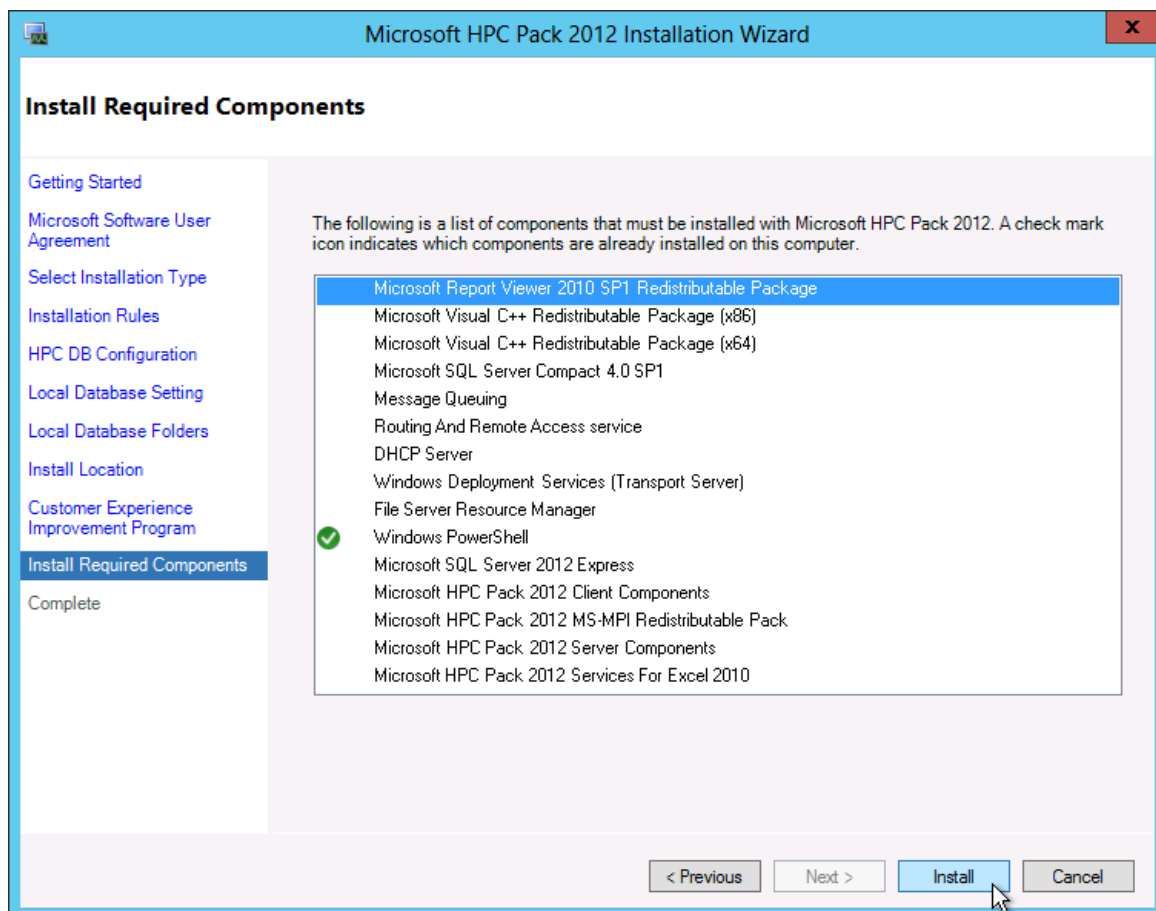 Microsoft HPC Pack 2012 Installation Wizard
x
Install Required Components
Getting Started
Microsoft Software User
Agreement
Select Installation Type
Installation Rules
HPC DB Configuration
Local Database Setting
Local Database Folders
Install Location
Customer Experience
Improvement Program
Install Required Components
Complete
The following is a list of components that must be installed with Microsoft HPC Pack 2012. A check mark
icon indicates which components are already installed on this computer.
Microsoft Report Viewer 2010 SP1 Redistributable Package
Microsoft Visual C++ Redistributable Package (x86)
Microsoft Visual C++ Redistributable Package (x64)
Microsoft SQL Server Compact 4.0 SP1
Message Queuing
Routing And Remote Access service
DHCP Server
Windows Deployment Services (Transport Server)
File Server Resource Manager
Windows PowerShell
Microsoft SQL Server 2012 Express
Microsoft HPC Pack 2012 Client Components
Microsoft HPC Pack 2012 MS-MPI Redistributable Pack
Microsoft HPC Pack 2012 Server Components
Microsoft HPC Pack 2012 Services For Excel 2010
< Previous
Next >
Install
Cancel